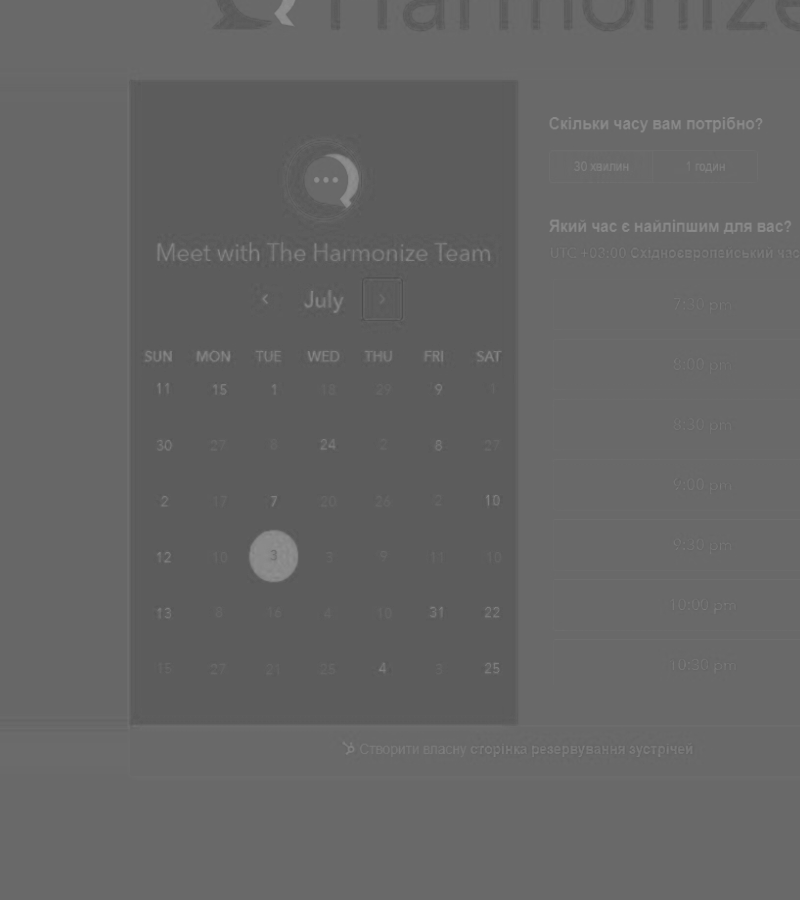 Harmonize
Meet with The Harmonize Team
July
SUN MON TUE WED THU FRI SAT
11 15 1 18 29 9
30 27 8 24 2 8 27
2 17 7 20 26 2 10
12 10 3 9 9 11 10
13 8 16 4 10 31 22
15 27 21 29 4 3 25
Скільки часу вам потрібно?
30 хвилин 1 годин
Який час є найліпшим для вас?
UTC +02:00 Східноєвропейський час
7:30 pm
8:00 pm
8:30 pm
9:00 pm
9:30 pm
10:00 pm
10:30 pm
Створити власну сторінка резервування зустрічей